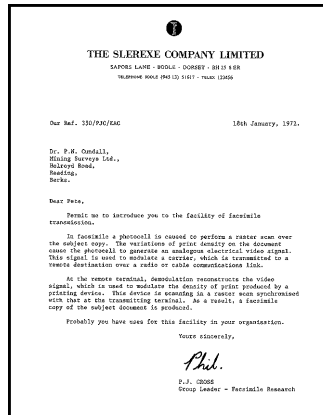 THE SLEREXE COMPANY LIMITED
SAPORS LANE - BOOLE - DORSET - BH 25 8 ER
TELEPHONE BOOLE (945 13) 51617 - TELEX 123456
Our Ref. 350/PJC/EAC 18th January, 1972.
Dr. P.N. Cundall,
Mining Surveys Ltd.,
Holroyd Road,
Reading,
Berks.
Dear Pete,
Permit me to introduce you to the facility of facsimile
transmission.
In facsimile a photocell is caused to perform a raster scan over
the subject copy. The variations of print density on the document
cause the photocell to generate an analogous electrical video signal.
This signal is used to modulate a carrier, which is transmitted to a
remote destination over a radio or cable communications link.
At the remote terminal, demodulation reconstructs the video
signal, which is used to modulate the density of print produced by a
printing device. This device is scanning in a raster scan synchronised
with that at the transmitting terminal. As a result, a facsimile
copy of the subject document is produced.
Probably you have uses for this facility in your organisation.
Yours sincerely,
Phil.
P.J. CROSS
Group Leader - Facsimile Research